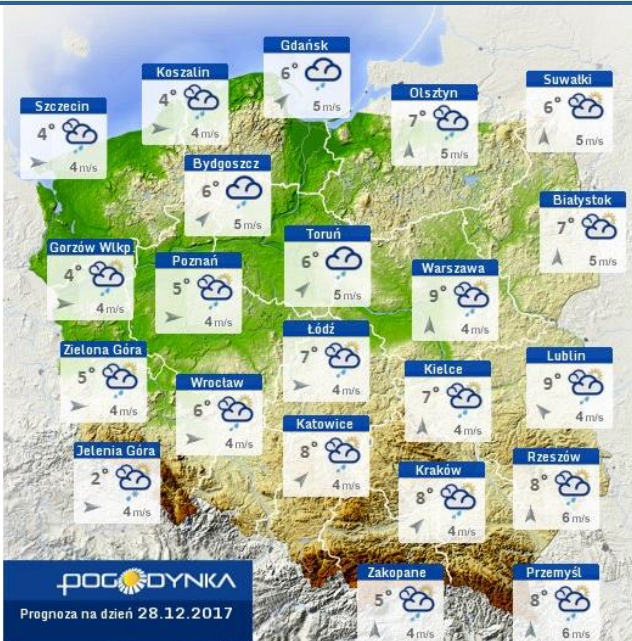 Gdańsk
6°
5 m/s
Koszalin
4°
4 m/s
Suwałki
6°
5 m/s
Olsztyn
7°
5 m/s
Szczecin
4°
4 m/s
Bydgoszcz
6°
5 m/s
Białystok
7°
5 m/s
Toruń
6°
5 m/s
Gorzów Wlkp
4°
4 m/s
Poznań
5°
4 m/s
Warszawa
9°
4 m/s
Łódź
7°
4 m/s
Zielona Góra
5°
4 m/s
Lublin
9°
4 m/s
Kielce
7°
4 m/s
Wrocław
6°
4 m/s
Katowice
8°
4 m/s
Jelenia Góra
2°
4 m/s
Rzeszów
8°
6 m/s
Kraków
8°
4 m/s
Zakopane
5°
4 m/s
Przemyśl
8°
6 m/s
POGODYNKA
Prognoza na dzień 28.12.2017